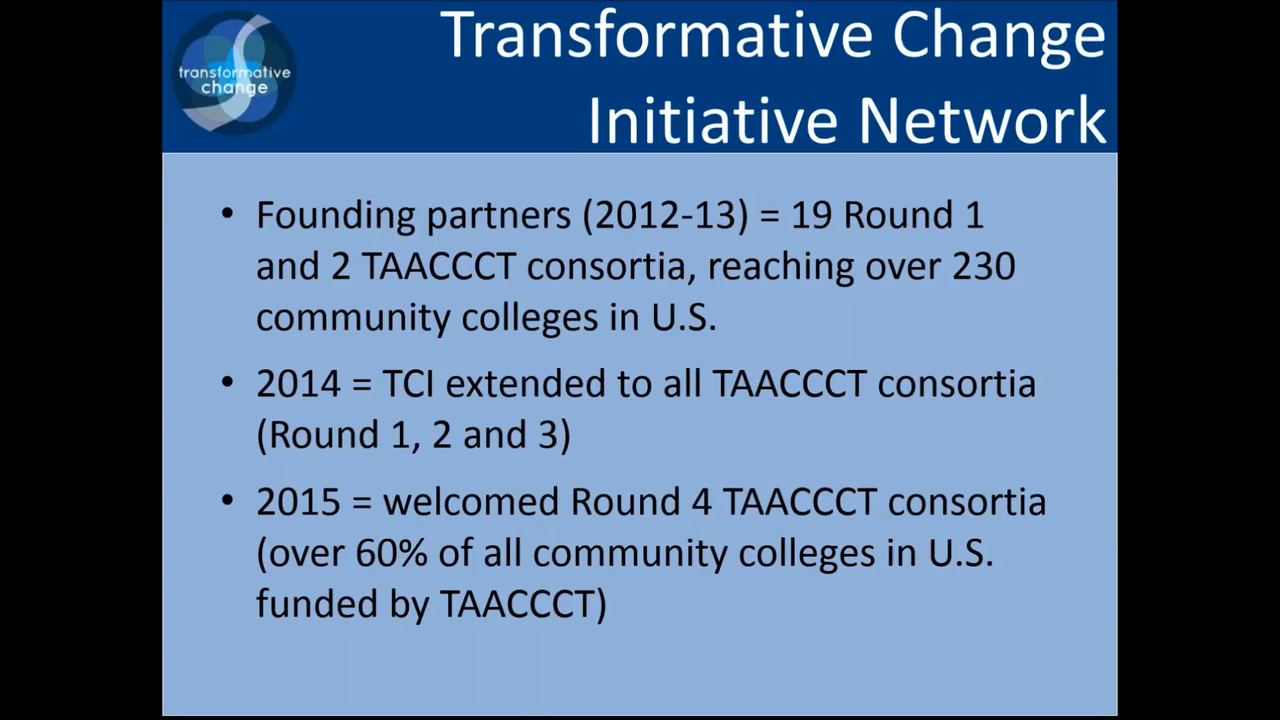 transformative
change
Transformative Change
Initiative Network
• Founding partners (2012-13) = 19 Round 1
and 2 TAACCCT consortia, reaching over 230
community colleges in U.S.
• 2014 = TCI extended to all TAACCCT consortia
(Round 1, 2 and 3)
• 2015 = welcomed Round 4 TAACCCT consortia
(over 60% of all community colleges in U.S.
funded by TAACCCT)